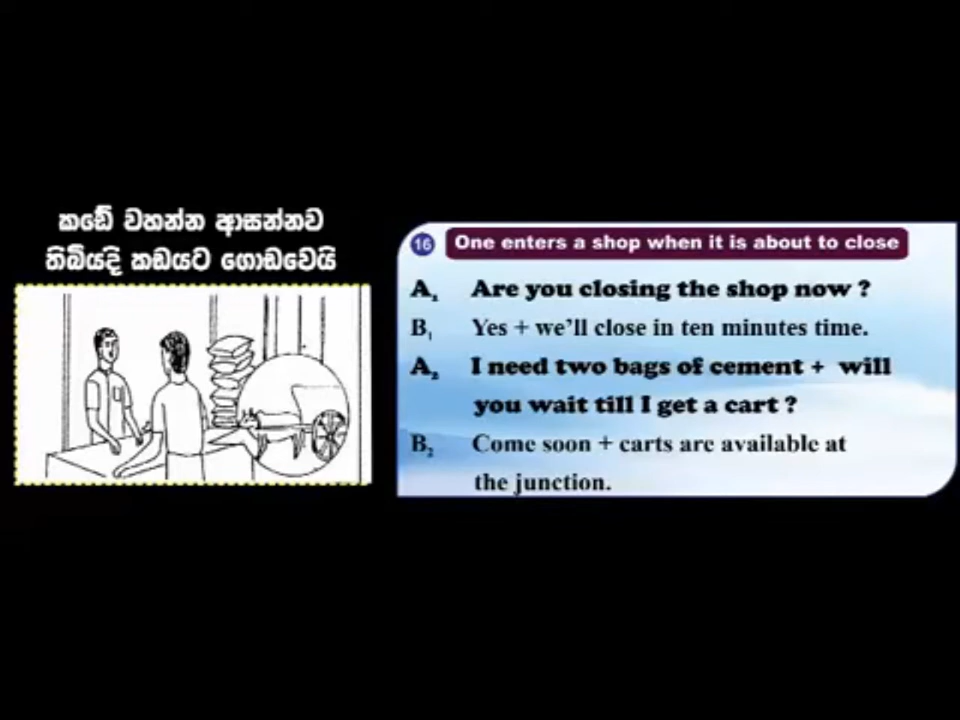 කඩේ වහන්න ආසන්නව
තිබියදි කඩයට ගොඩවෙයි
16 One enters a shop when it is about to close
A₁ Are you closing the shop now ?
B₁ Yes + we'll close in ten minutes time.
A₂ I need two bags of cement + will
you wait till I get a cart ?
B₂ Come soon + carts are available at
the junction.